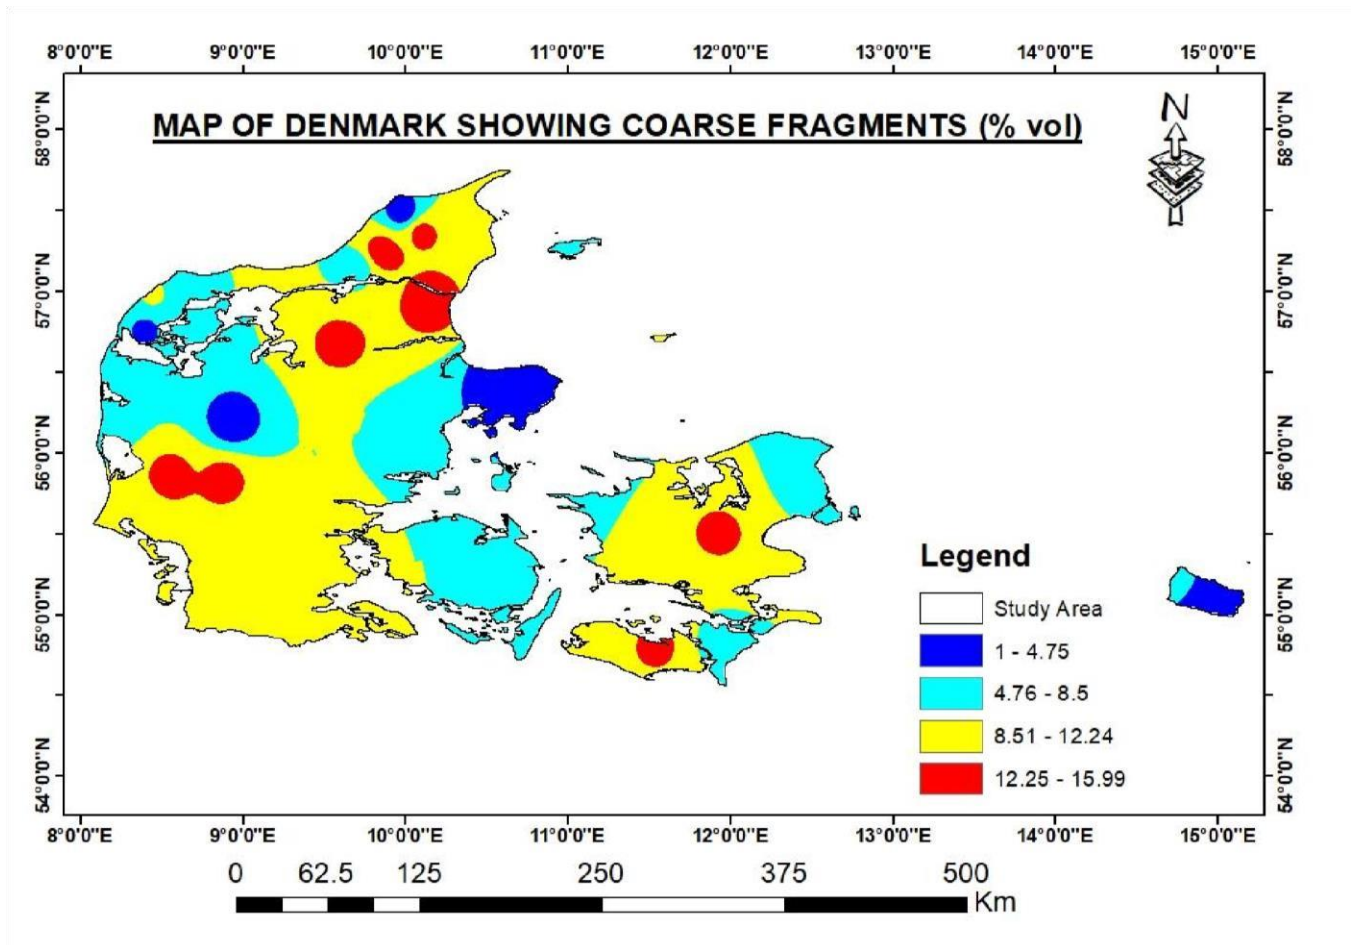 8°0'0"E 9°0'0"E 10°0'0"E 11°0'0"E 12°0'0"E 13°0'0"E 14°0'0"E 15°0'0"E
MAP OF DENMARK SHOWING COARSE FRAGMENTS (% vol)
N
58°0'0"N 58°0'0"N
57°0'0"N 57°0'0"N
56°0'0"N 56°0'0"N
55°0'0"N 55°0'0"N
54°0'0"N 54°0'0"N
Legend
Study Area
1 - 4.75
4.76 - 8.5
8.51 - 12.24
12.25 - 15.99
8°0'0"E 9°0'0"E 10°0'0"E 11°0'0"E 12°0'0"E 13°0'0"E 14°0'0"E 15°0'0"E
0 62.5 125 250 375 500
Km